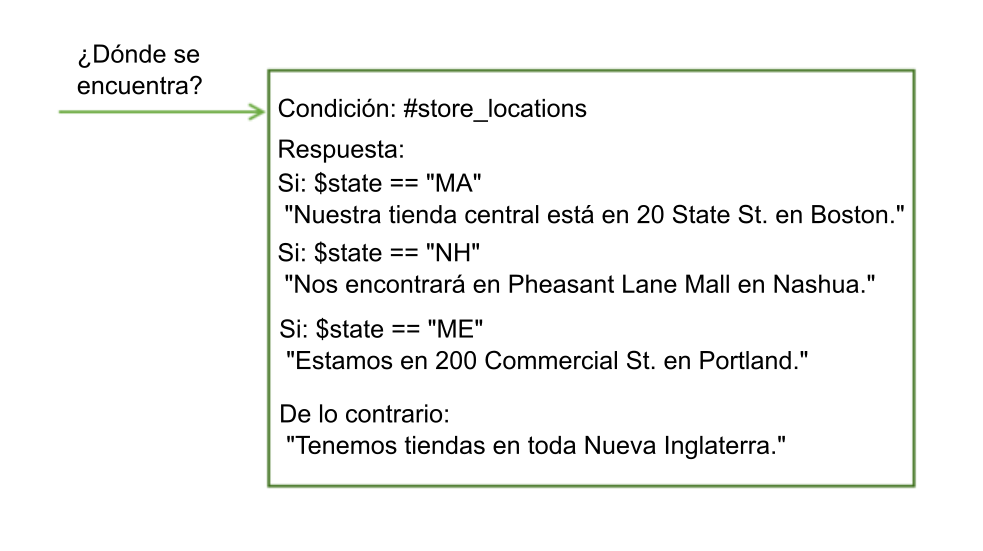 ¿Dónde se
encuentra?
Condición: #store_locations
Respuesta:
Si: $state == "MA"
"Nuestra tienda central está en 20 State St. en Boston."
Si: $state == "NH"
"Nos encontrará en Pheasant Lane Mall en Nashua."
Si: $state == "ME"
"Estamos en 200 Commercial St. en Portland."
De lo contrario:
"Tenemos tiendas en toda Nueva Inglaterra."